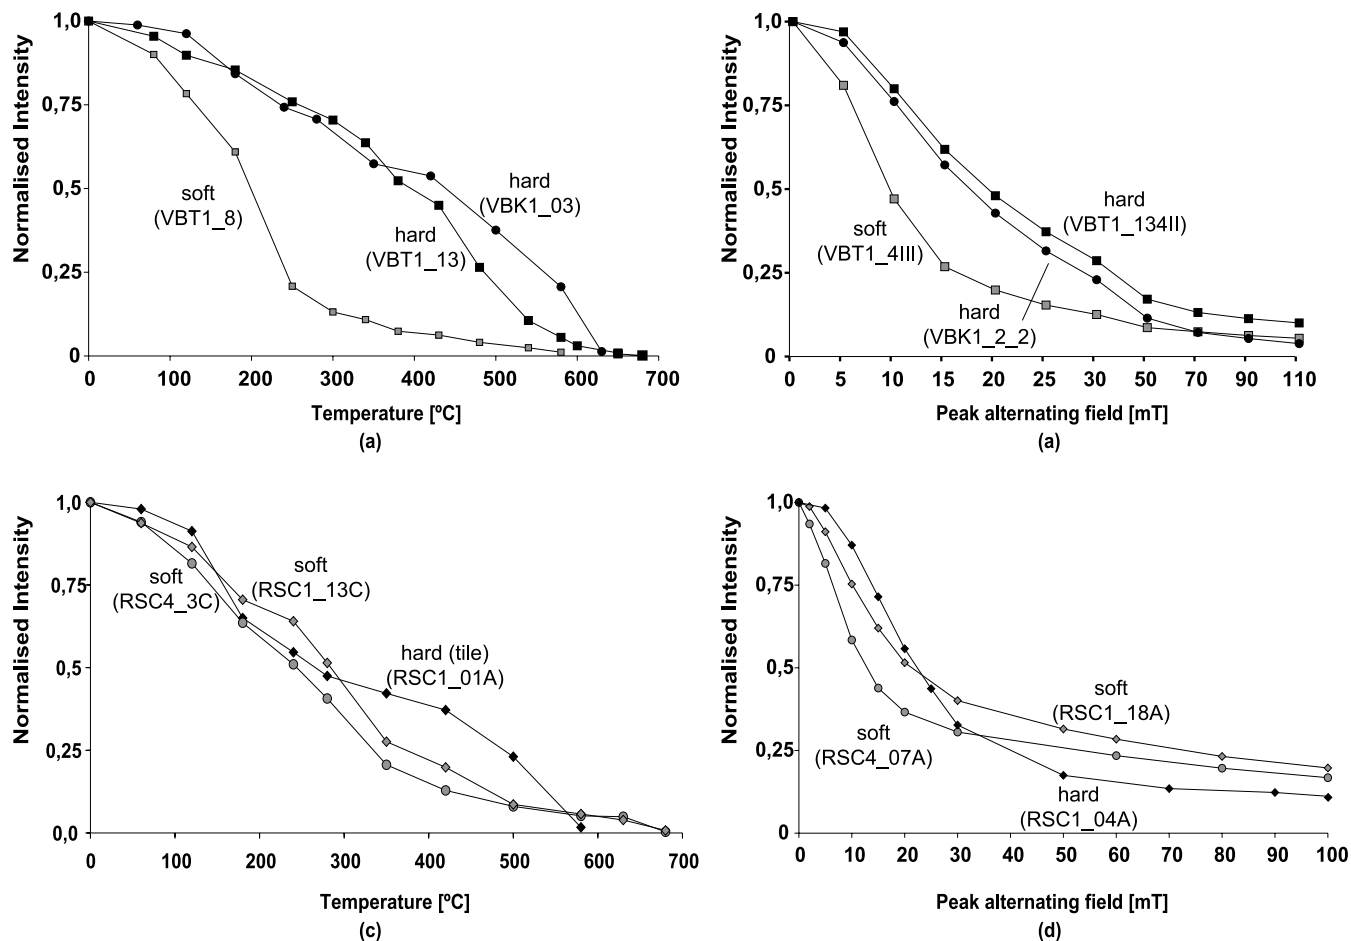 1,0
0,75
0,5
0,25
0
Normalised Intensity
soft
(VBT1_8)
hard
(VBK1_03)
hard
(VBT1_13)
0 100 200 300 400 500 600 700
Temperature [ºC]
(a)
1,0
0,75
0,5
0,25
0
Normalised Intensity
hard
(VBT1_134II)
soft
(VBT1_4III)
hard
(VBK1_2_2)
0 5 10 15 20 25 30 50 70 90 110
Peak alternating field [mT]
(a)
1,0
0,75
0,5
0,25
0,0
Normalised Intensity
soft
(RSC4_3C)
soft
(RSC1_13C)
hard (tile)
(RSC1_01A)
0 100 200 300 400 500 600 700
Temperature [ºC]
(c)
1,0
0,75
0,5
0,25
0
Normalised Intensity
soft
(RSC1_18A)
soft
(RSC4_07A)
hard
(RSC1_04A)
0 10 20 30 40 50 60 70 80 90 100
Peak alternating field [mT]
(d)